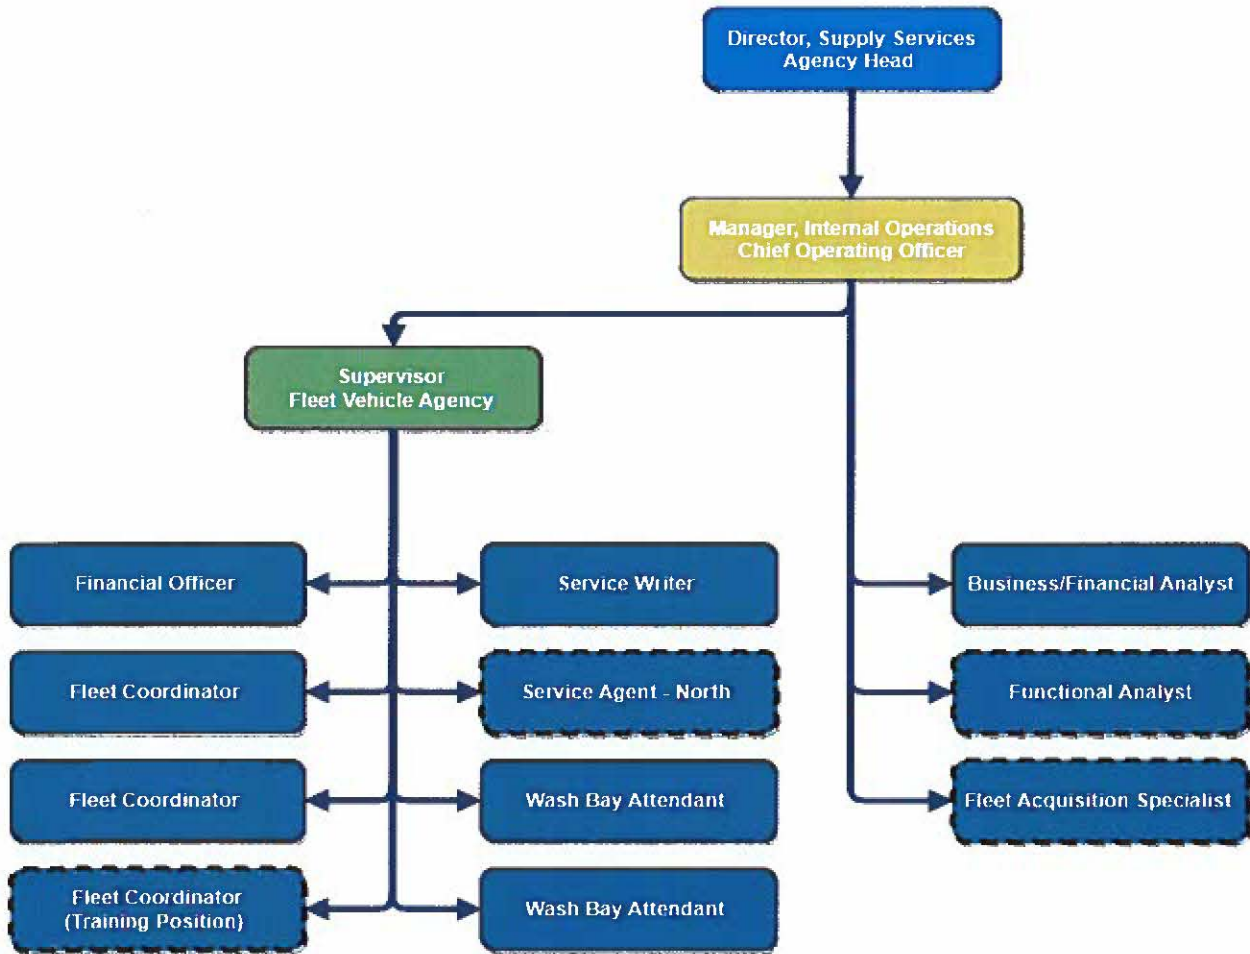 Director, Supply Services
Agency Head
Manager, Internal Operations
Chief Operating Officer
Supervisor
Fleet Vehicle Agency
Financial Officer
Service Writer
Business/Financial Analyst
Fleet Coordinator
Service Agent - North
Functional Analyst
Fleet Coordinator
Wash Bay Attendant
Fleet Acquisition Specialist
Fleet Coordinator
(Training Position)
Wash Bay Attendant